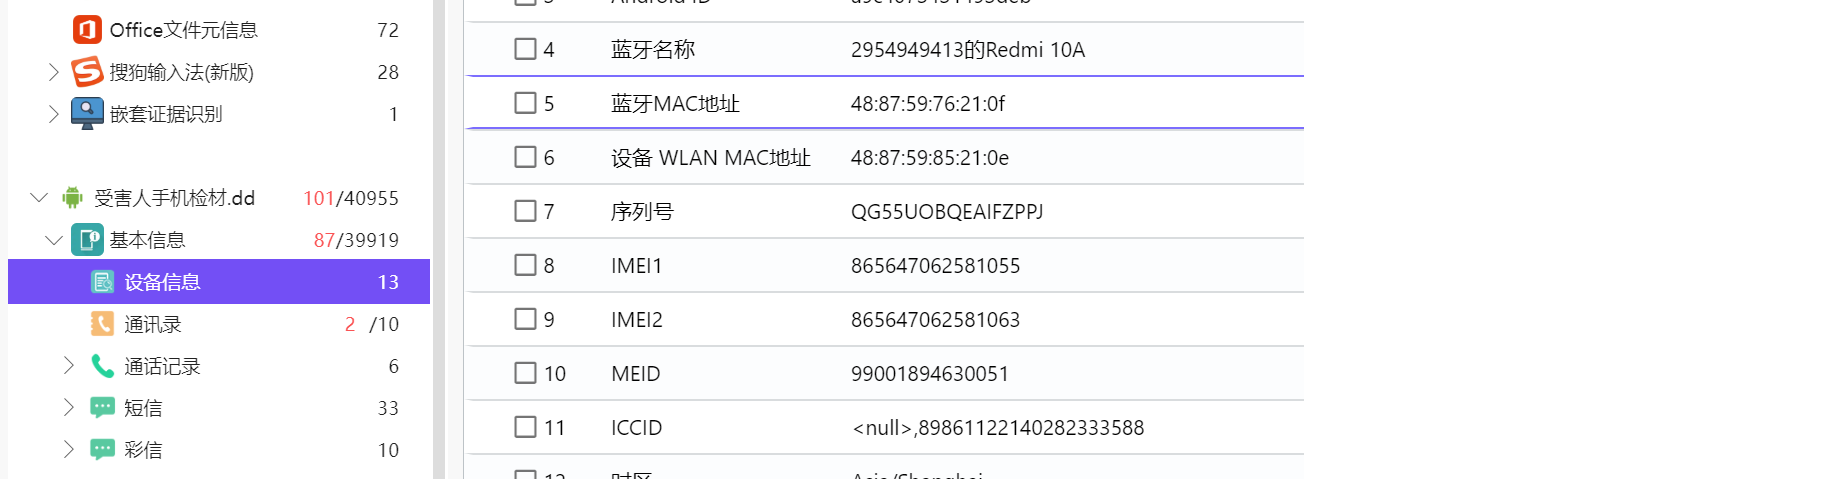 Office文件元信息 72
搜狗输入法(新版) 28
嵌套证据识别 1
受害人手机检材.dd 101/40955
基本信息 87/39919
设备信息 13
通讯录 2 /10
通话记录 6
短信 33
彩信 10
4 蓝牙名称 2954949413的Redmi 10A
5 蓝牙MAC地址 48:87:59:76:21:0f
6 设备 WLAN MAC地址 48:87:59:85:21:0e
7 序列号 QG55UOBQEAIFZPPJ
8 IMEI1 865647062581055
9 IMEI2 865647062581063
10 MEID 99001894630051
11 ICCID <null>,89861122140282333588
12 时区 Asia/Shanghai